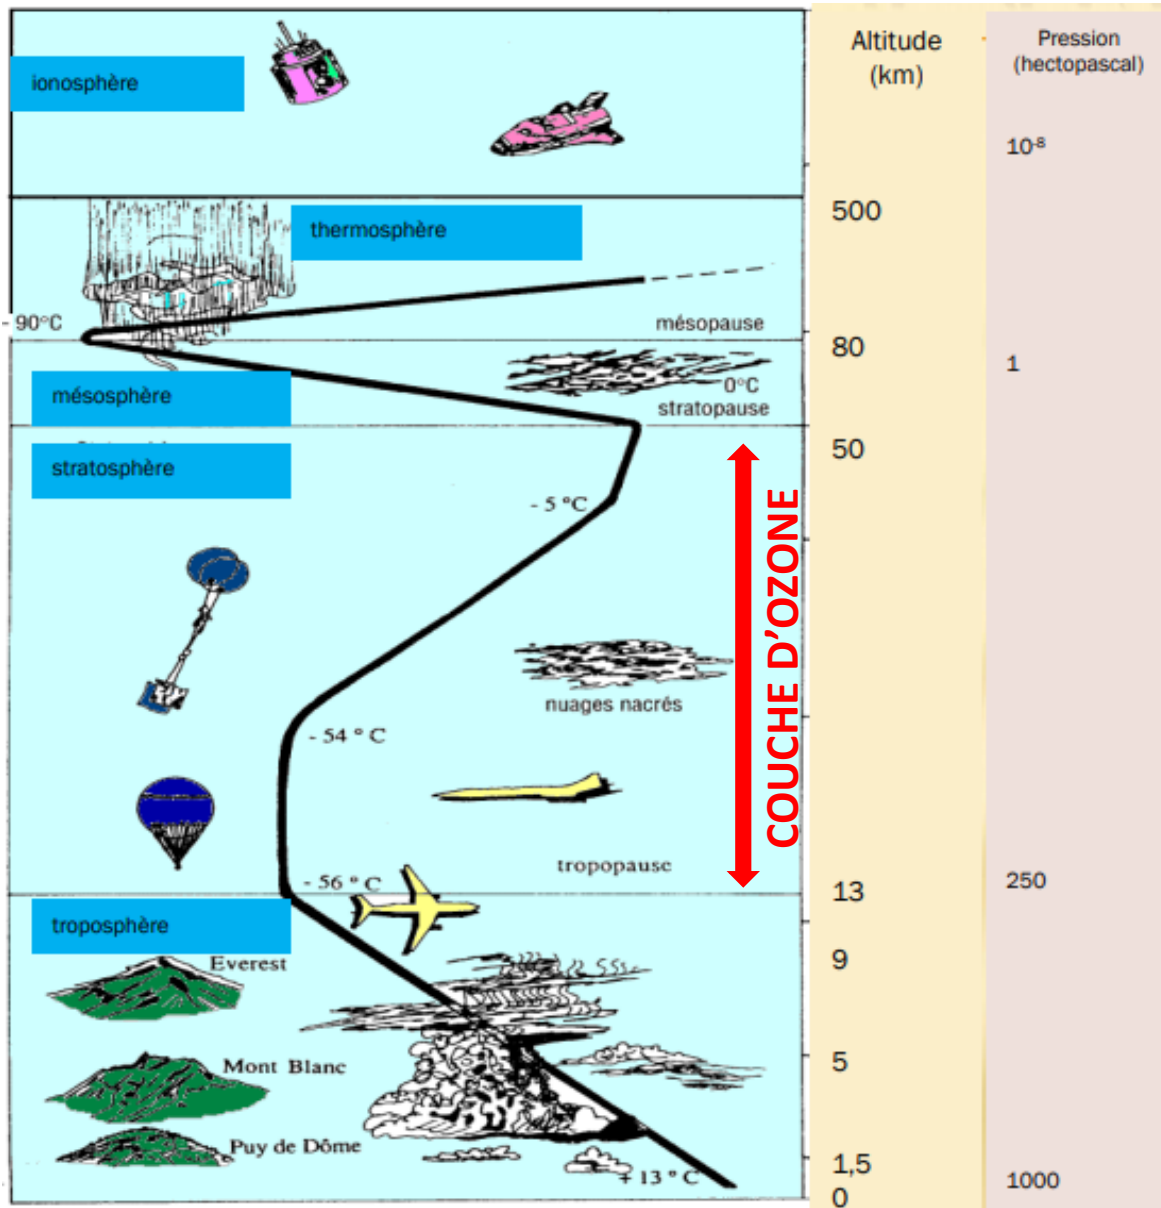 Altitude
(km)
Pression
(hectopascal)
ionosphère
10-8
500
thermosphère
- 90°C
mésopause
80
1
mésosphère
0°C
stratopause
50
stratosphère
- 5 °C
COUCHE D'OZONE
nuages nacrés
- 54 ° C
tropopause
- 56 ° C
13
250
troposphère
Everest
9
Mont Blanc
5
Puy de Dôme
+ 13 ° C
1,5
0
1000